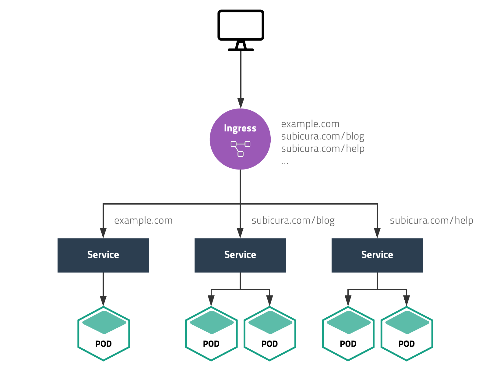 Ingress
example.com
subicura.com/blog
subicura.com/help
...
example.com
subicura.com/blog
subicura.com/help
Service
Service
Service
POD
POD
POD
POD
POD